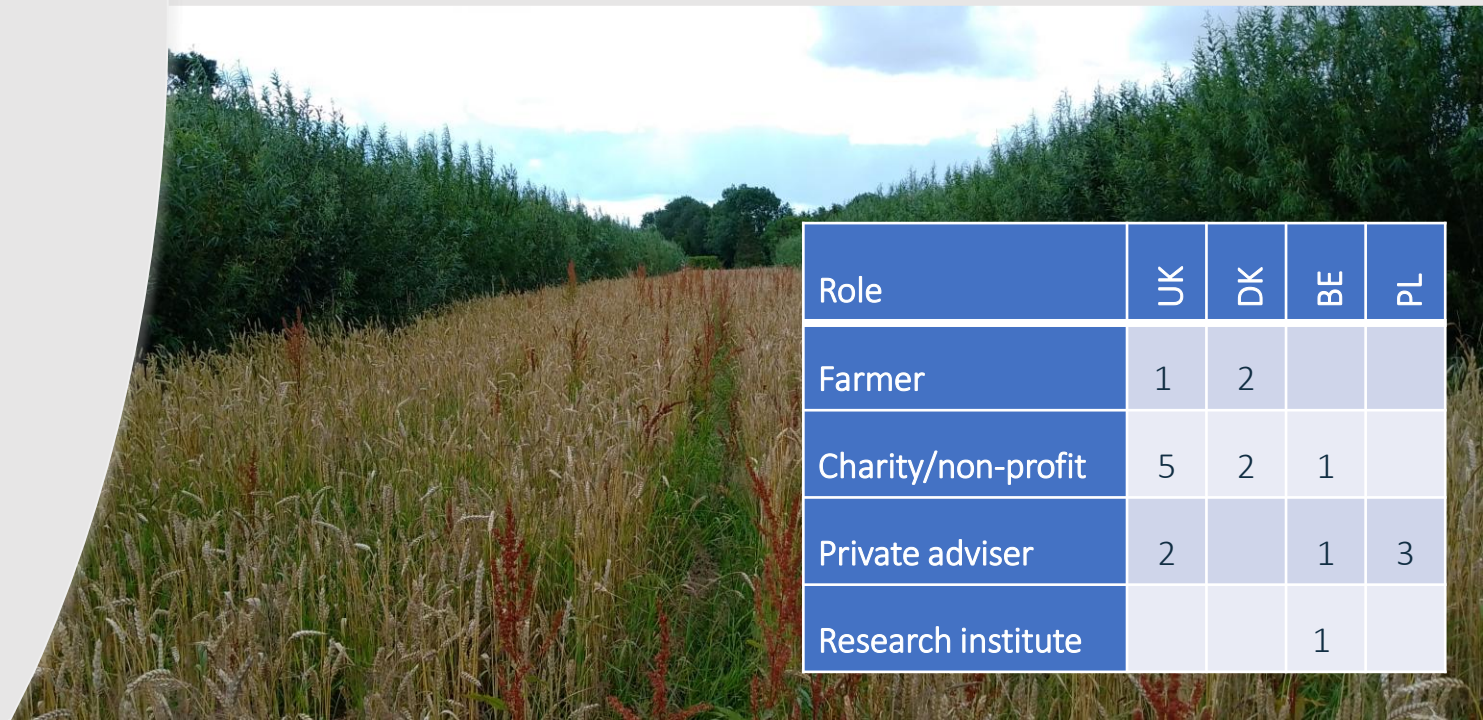 Role UK DK BE PL
Farmer 1 2
Charity/non-profit 5 2 1
Private adviser 2 1 3
Research institute 1